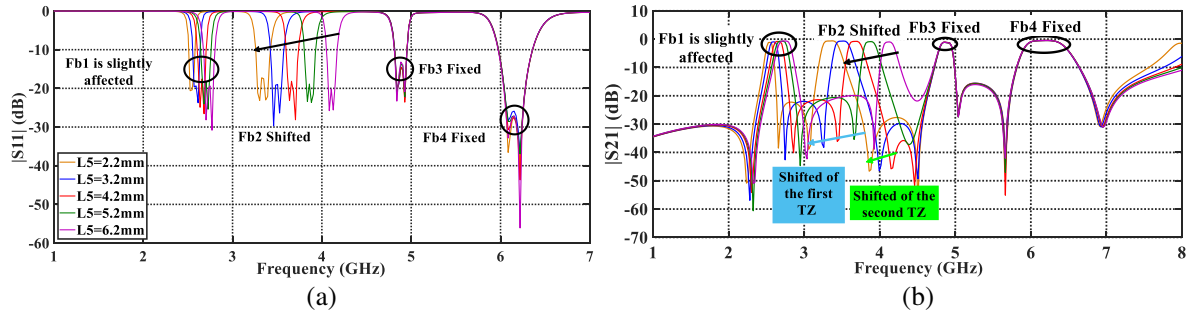 (a)
0
-10
-20
-30
-40
-50
-60
|S11| (dB)
Fb1 is slightly
affected
Fb2 Shifted
Fb3 Fixed
Fb4 Fixed
L5=2.2mm
L5=3.2mm
L5=4.2mm
L5=5.2mm
L5=6.2mm
1 2 3 4 5 6 7
Frequency (GHz)
(a)
(b)
20
10
0
-10
-20
-30
-40
-50
-60
-70
|S21| (dB)
Fb1 is slightly
affected
Fb2 Shifted
Fb3
Fixed
Fb4 Fixed
Shifted of
the first
TZ
Shifted of the
second TZ
1 2 3 4 5 6 7 8
Frequency (GHz)
(b)